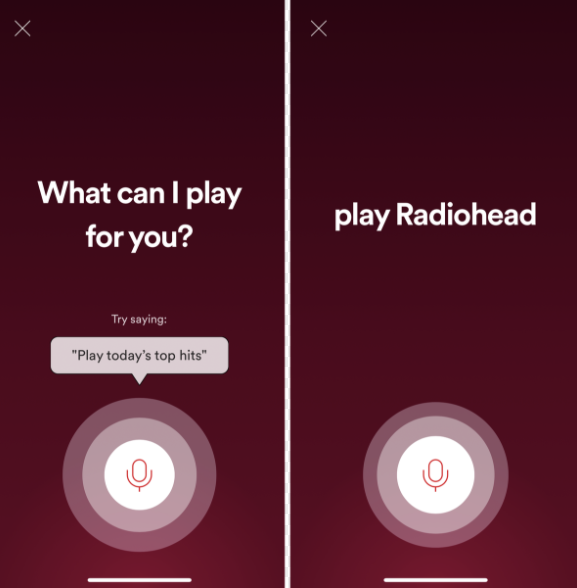 What can I play
for you?
Try saying:
"Play today's top hits"
play Radiohead